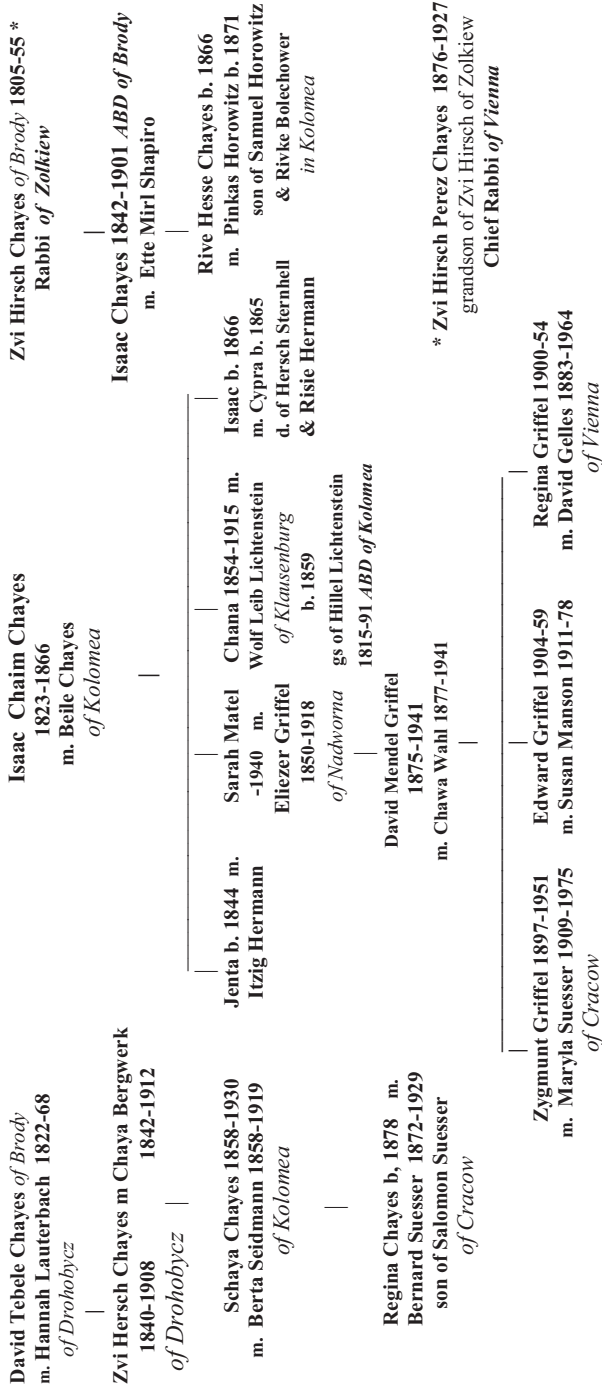 David Tebele Chayes of Brody
m. Hannah Lauterbach 1822-68
of Drohobycz
Zvi Hersch Chayes m Chaya Bergwerk
1840-1908 1842-1912
of Drohobycz
Schaya Chayes 1858-1930
m. Berta Seidmann 1858-1919
of Kolomea
Regina Chayes b, 1878 m.
Bernard Suesser 1872-1929
son of Salomon Suesser
of Cracow
Isaac Chaim Chayes
1823-1866
m. Beile Chayes
of Kolomea
Jenta b. 1844 m.
Itzig Hermann
Sarah Matel
-1940 m.
Eliezer Griffel
1850-1918
of Nadworna
Chana 1854-1915 m.
Wolf Leib Lichtenstein
of Klausenburg
b. 1859
gs of Hillel Lichtenstein
1815-91 ABD of Kolomea
Isaac b. 1866
m. Cypra b. 1865
d. of Hersch Sternhell
& Risie Hermann
David Mendel Griffel
1875-1941
m. Chawa Wahl 1877-1941
Zygmunt Griffel 1897-1951
m. Maryla Suesser 1909-1975
of Cracow
Edward Griffel 1904-59
m. Susan Manson 1911-78
Regina Griffel 1900-54
m. David Gelles 1883-1964
of Vienna
Zvi Hirsch Chayes of Brody 1805-55 *
Rabbi of Zolkiew
Isaac Chayes 1842-1901 ABD of Brody
m. Ette Mirl Shapiro
Rive Hesse Chayes b. 1866
m. Pinkas Horowitz b. 1871
son of Samuel Horowitz
& Rivke Bolechower
in Kolomea
* Zvi Hirsch Perez Chayes 1876-1927
grandson of Zvi Hirsch of Zolkiew
Chief Rabbi of Vienna